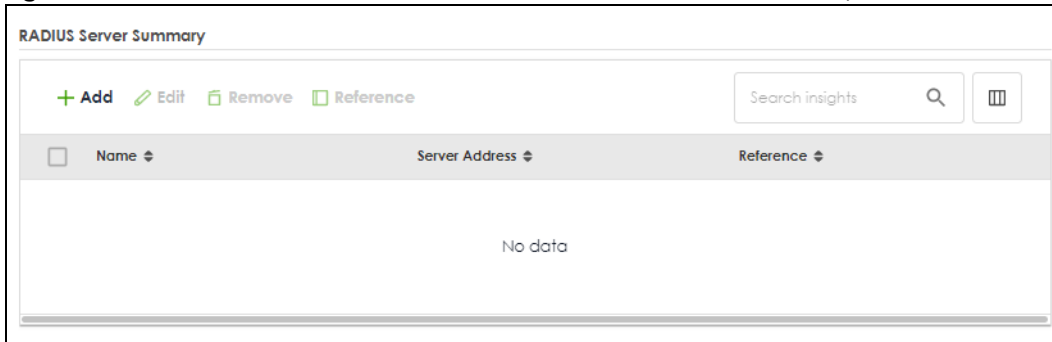 RADIUS Server Summary
Add Edit Remove Reference Search insights
Name Server Address Reference
No data